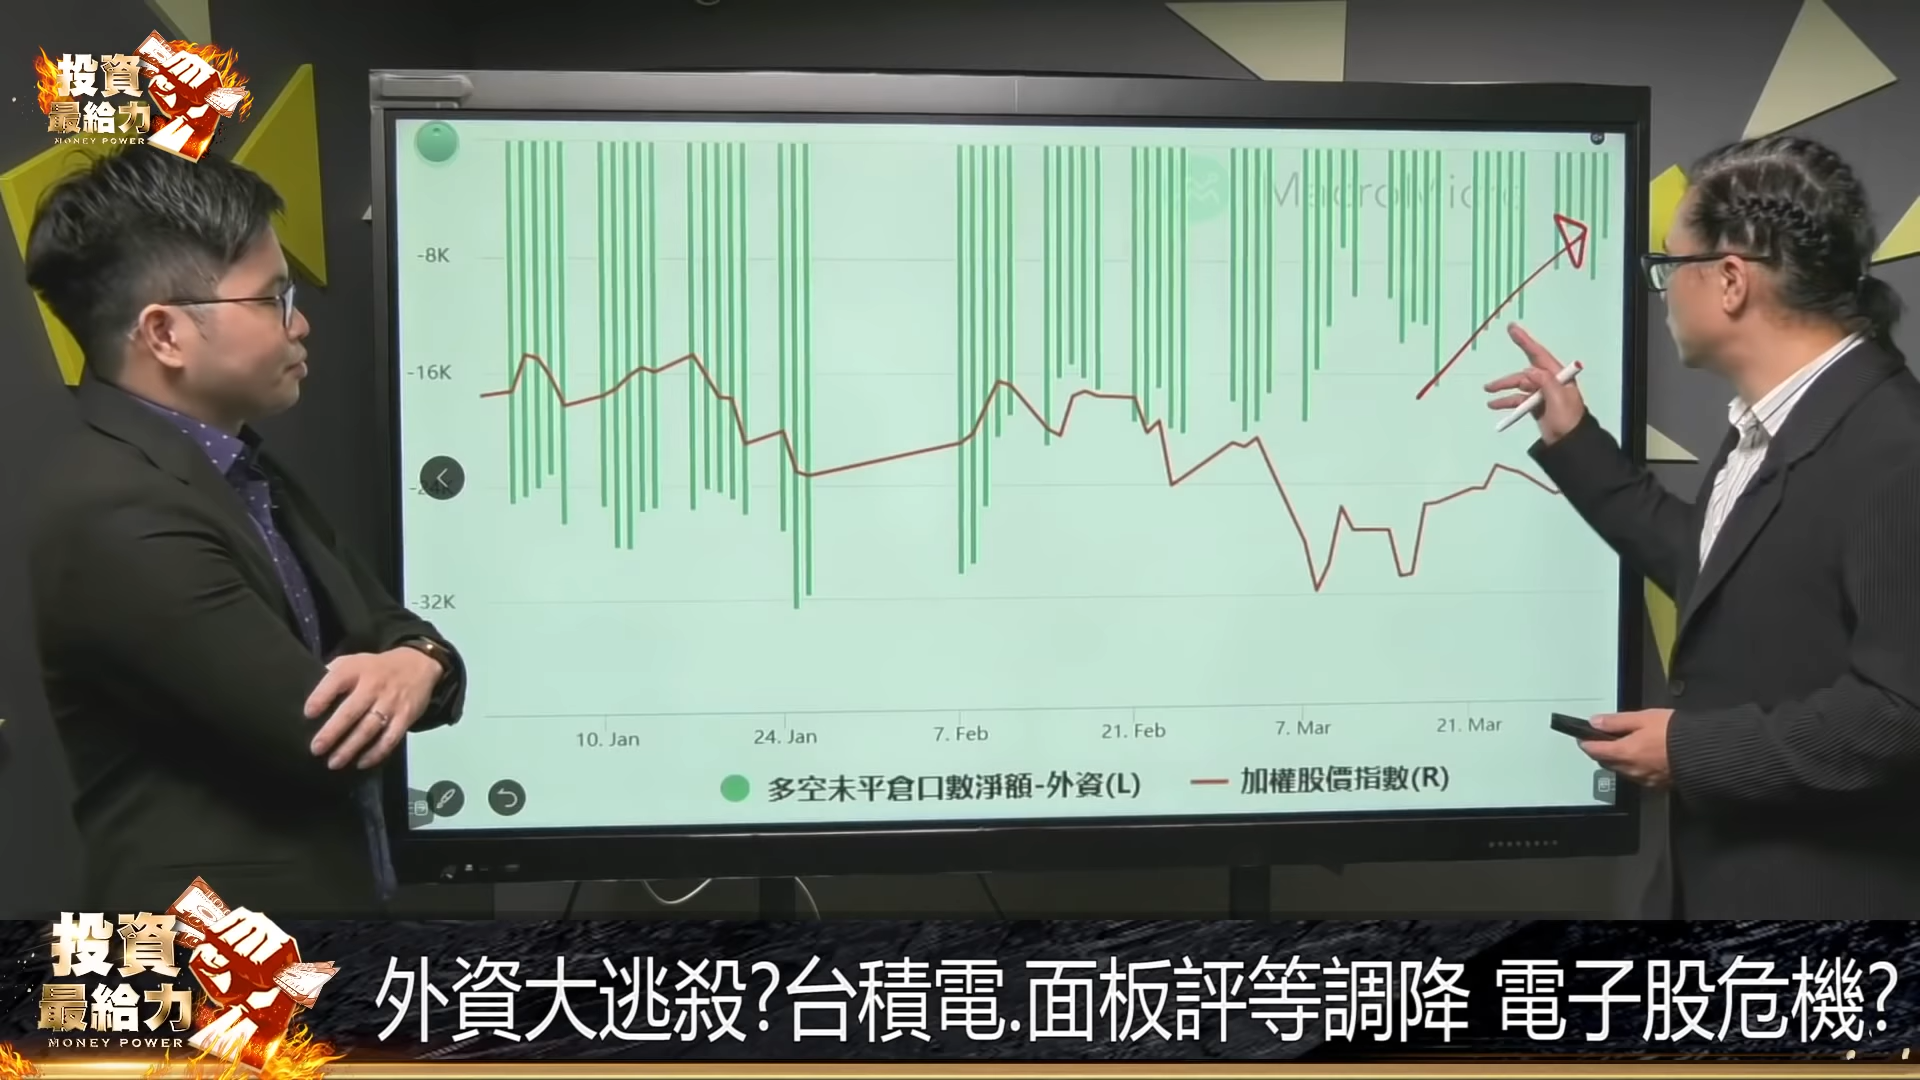 投資
最給力
MONEY POWER
MacroMicro
-8K
-16K
-24K
-32K
10. Jan
24. Jan
7. Feb
21. Feb
7. Mar
21. Mar
多空未平倉口數淨額-外資(L)
加權股價指數(R)
投資
最給力
MONEY POWER
外資大逃殺?台積電.面板評等調降 電子股危機?